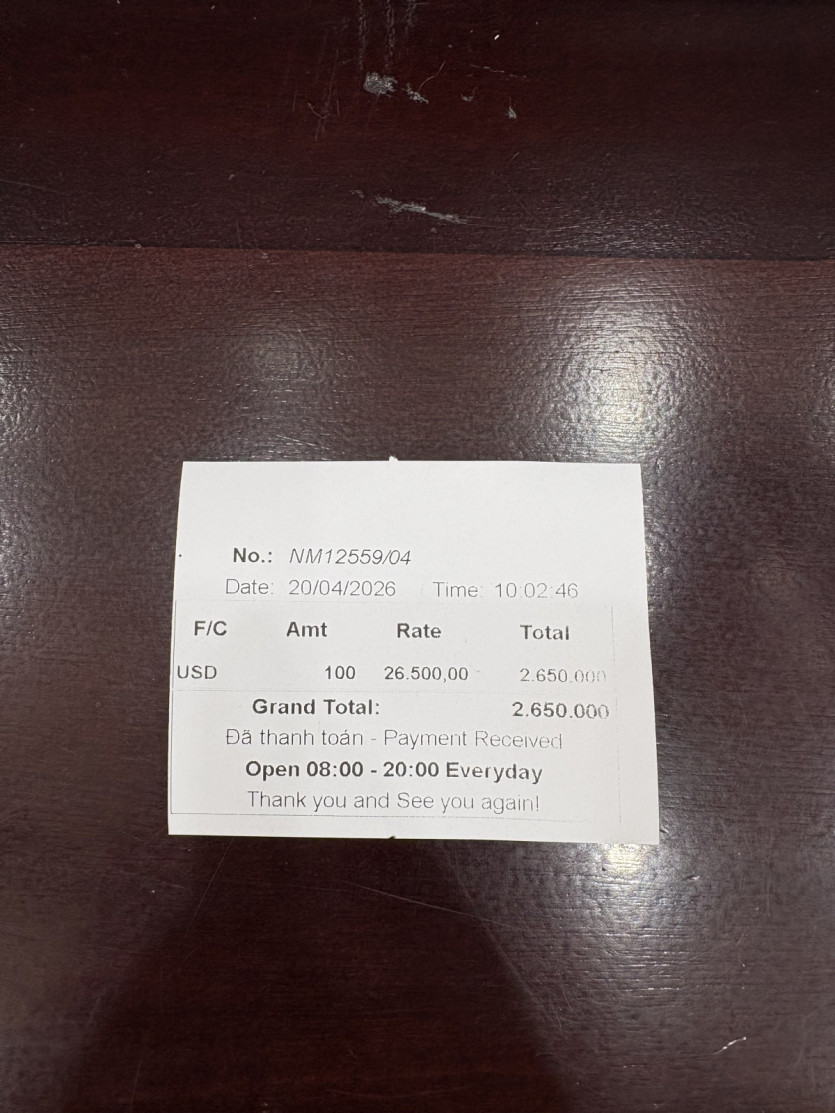 No.: NM12559/04
Date: 20/04/2026 Time: 10:02:46
F/C Amt Rate Total
USD 100 26.500,00 2.650.000
Grand Total: 2.650.000
Đã thanh toán - Payment Received
Open 08:00 - 20:00 Everyday
Thank you and See you again!